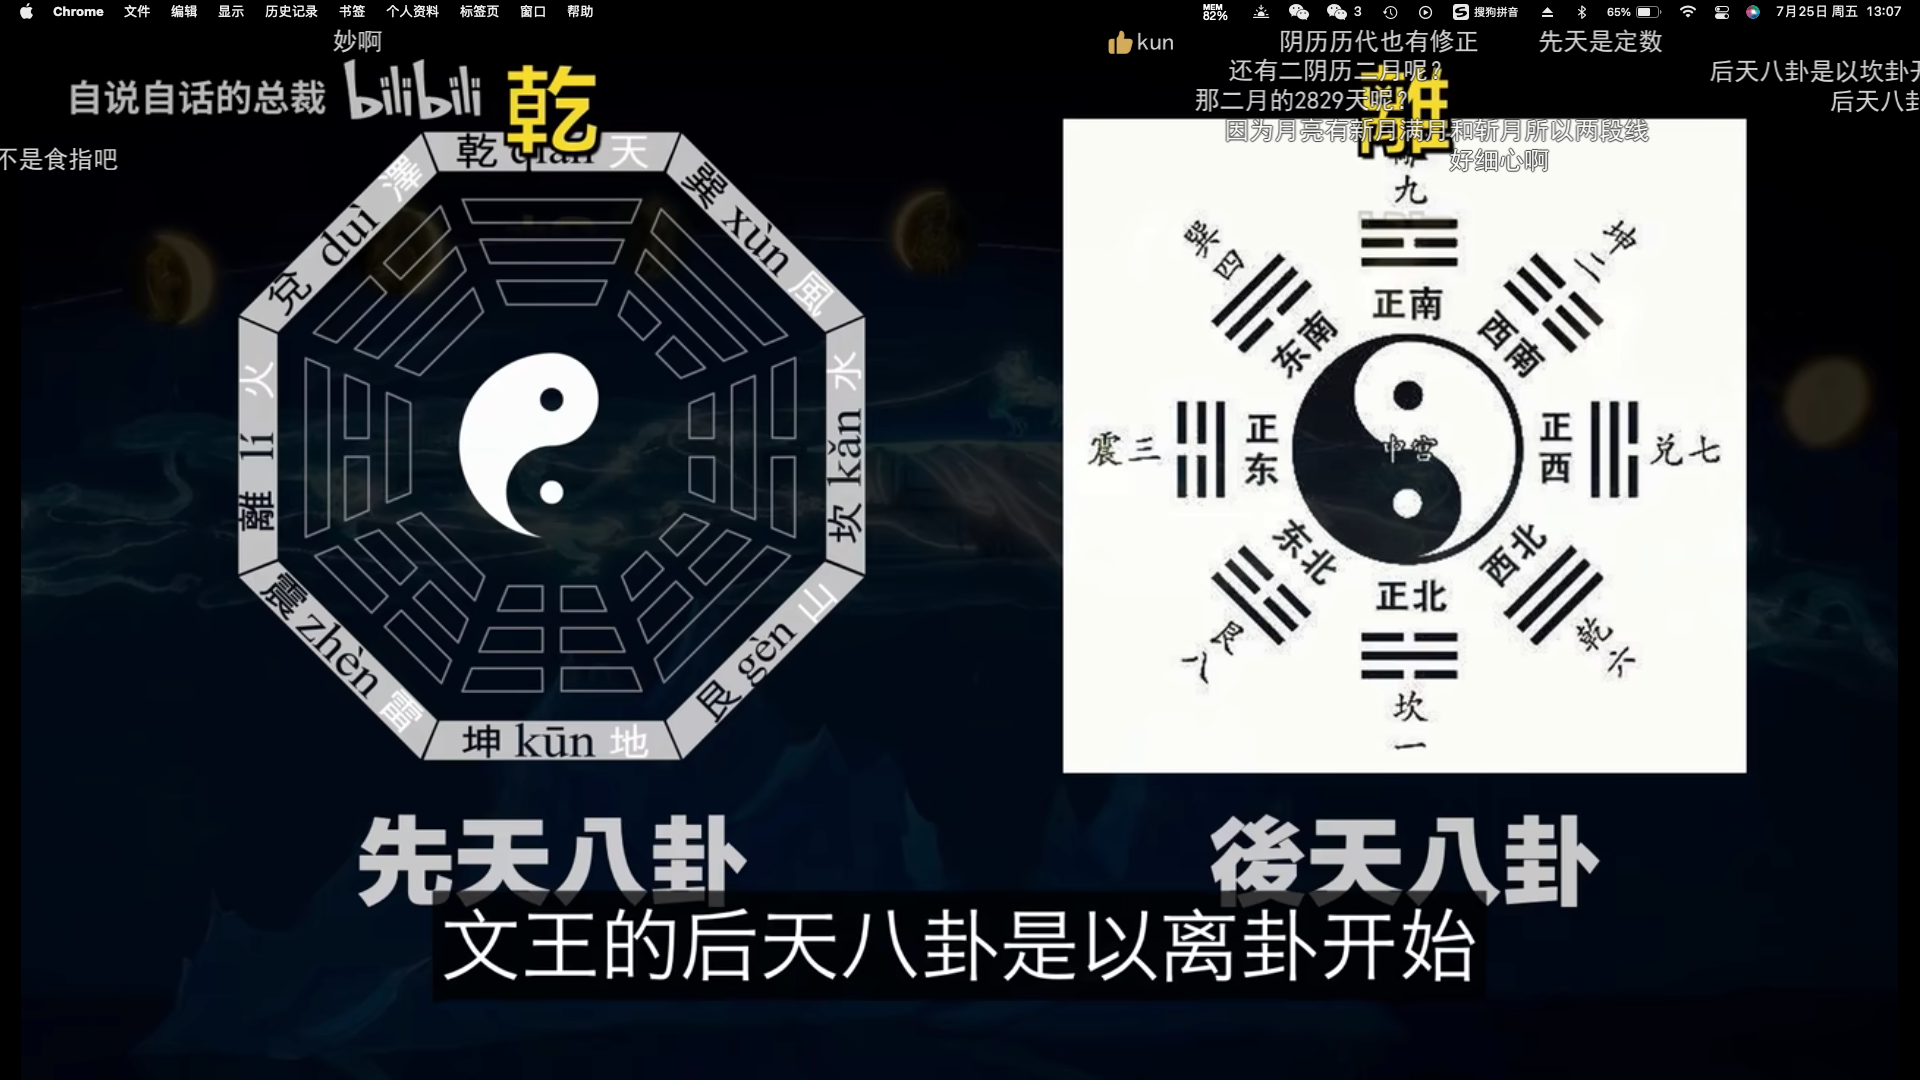 Chrome 文件 编辑 显示 历史记录 书签 个人资料 标签页 窗口 帮助
MEM 82% 3 搜狗拼音 65% 7月25日 周五 13:07
妙啊
kun
阴历历代也有修正
先天是定数
还有二阴历二月呢?
后天八卦是以坎卦开
自说自话的总裁
bilibili
乾
那二月的2829天呢?
離
后天八卦
因为月亮有新月满月和斩月所以两段线
不是食指吧
好细心啊
乾 qián 天
巽 xùn 風
水 kǎn 坎
山 gèn 艮
坤 kūn 地
震 zhèn 雷
離 lí 火
兌 duì 澤
九
正南
坤二
西南
正西
兑七
西北
乾六
正北
坎
一
东北
艮八
正东
震三
东南
巽四
中宫
先天八卦
後天八卦
文王的后天八卦是以离卦开始